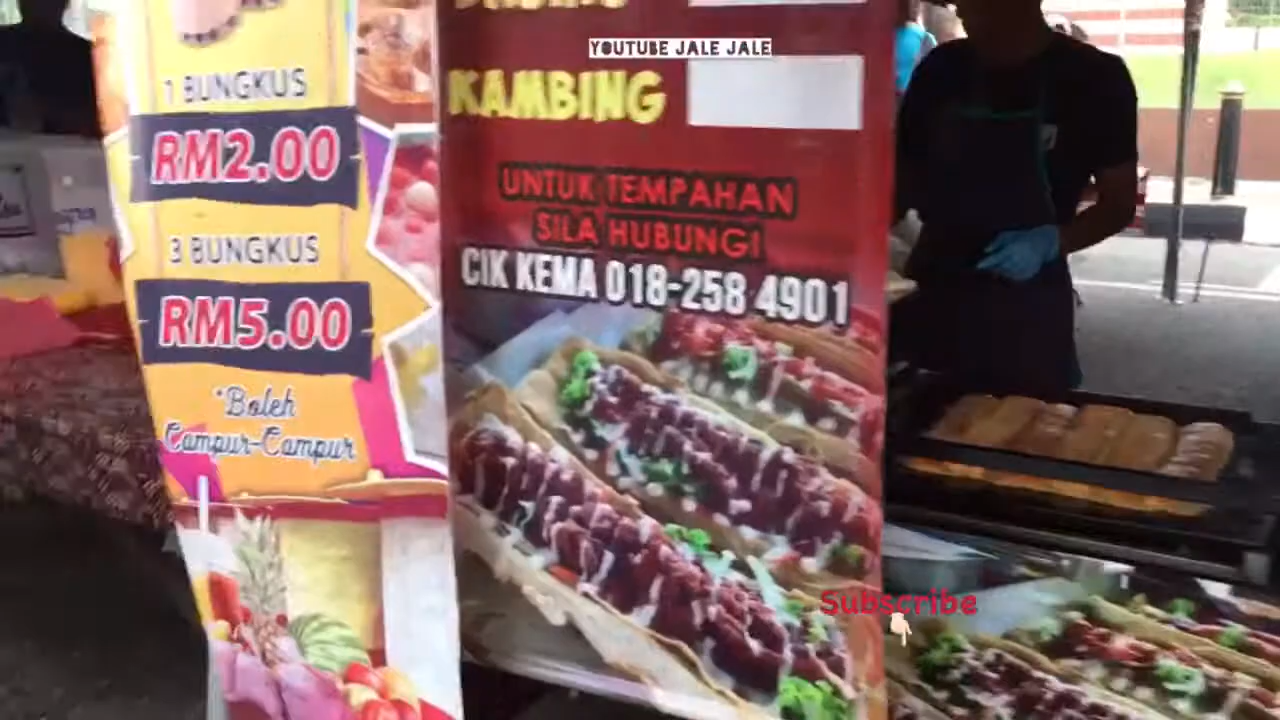 YOUTUBE JALE JALE
1 BUNGKUS
RM2.00
3 BUNGKUS
RM5.00
*Boleh
Campur-Campur
KAMBING
UNTUK TEMPAHAN
SILA HUBUNGI
CIK KEMA 018-258 4901
Subscribe